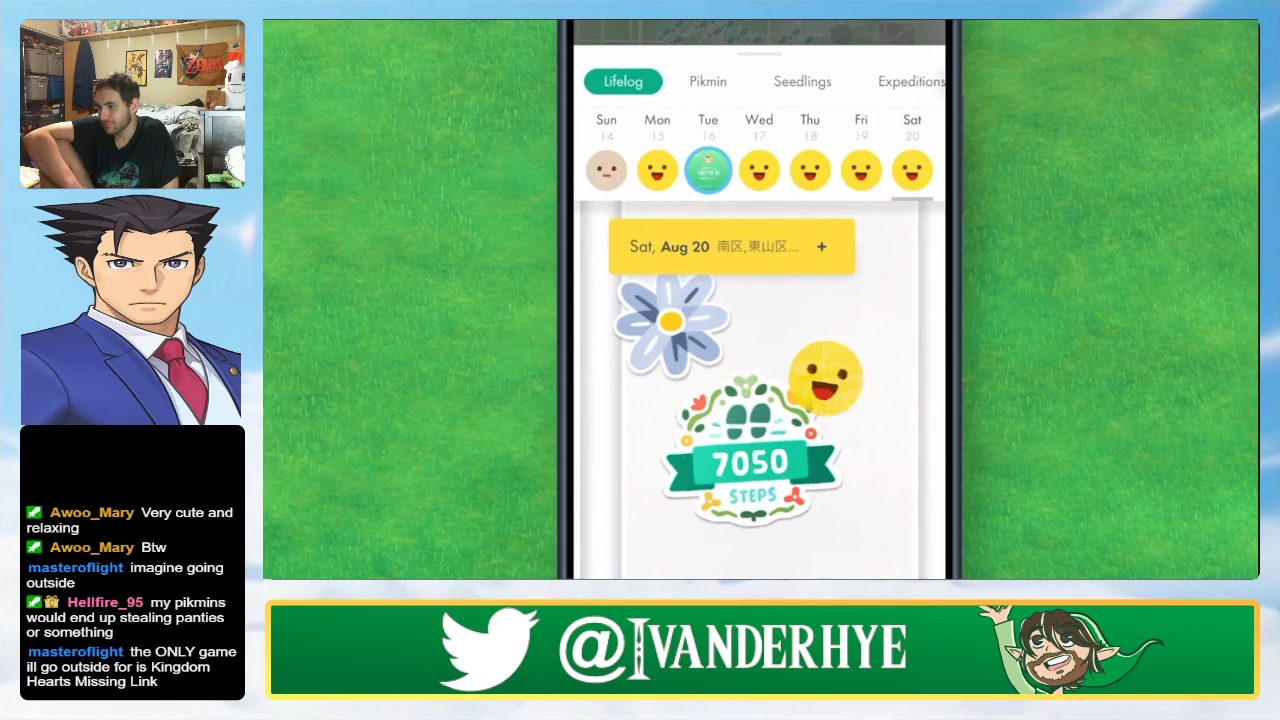 ZELDA
Lifelog Pikmin Seedlings Expeditions
Sun Mon Tue Wed Thu Fri Sat
14 15 16 17 18 19 20
Sat, Aug 20 南区,東山区... +
7050
STEPS
Awoo_Mary Very cute and
relaxing
Awoo_Mary Btw
masteroflight imagine going
outside
Hellfire_95 my pikmins
would end up stealing panties
or something
masteroflight the ONLY game
ill go outside for is Kingdom
Hearts Missing Link
@IVANDERHYE